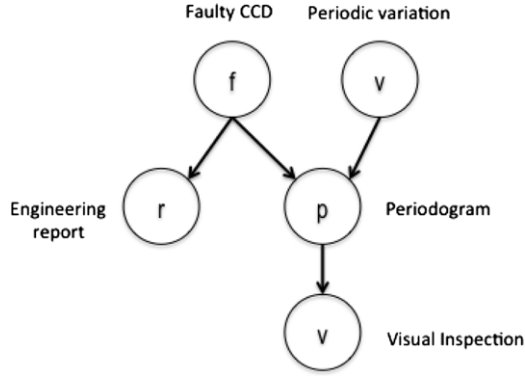 Faulty CCD
Periodic variation
f
v
Engineering
report
r
p
Periodogram
v
Visual Inspection